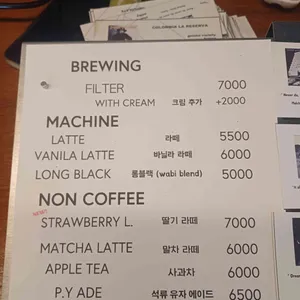 COLOMBIA LA RESERVA
BREWING
FILTER 7000
WITH CREAM 크림 추가 +2000
MACHINE
LATTE 라떼 5500
VANILA LATTE 바닐라 라떼 6000
LONG BLACK 롱블랙 (wabi blend) 5000
NON COFFEE
STRAWBERRY L. 딸기 라떼 7000
MATCHA LATTE 말차 라떼 6000
APPLE TEA 사과차 6000
P.Y ADE 석류 유자 에이드 6500